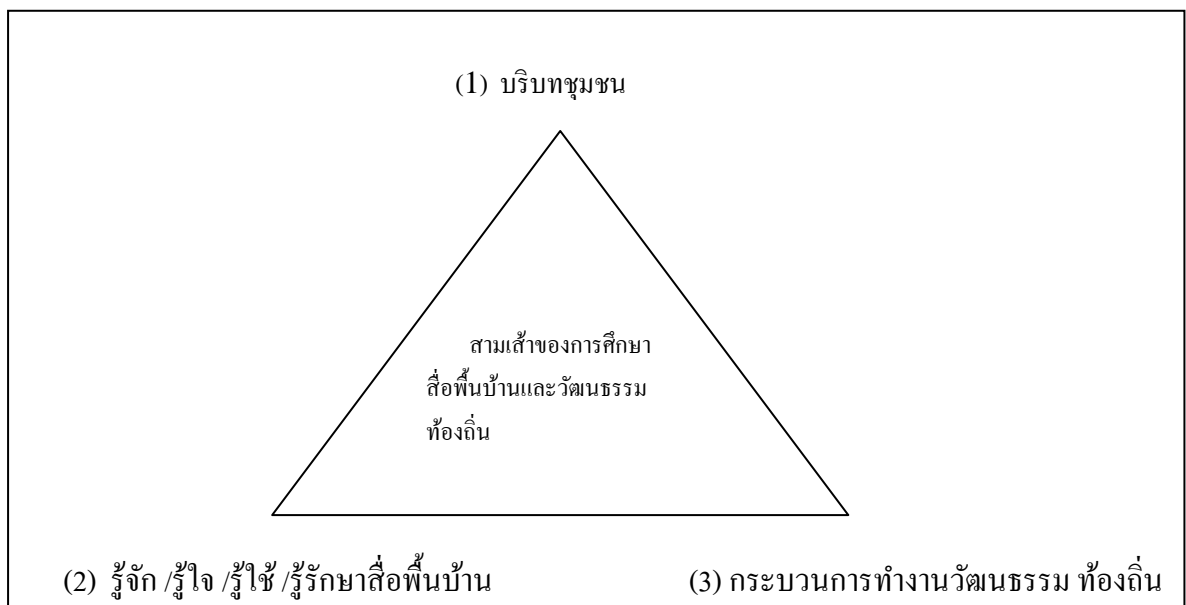 (1) บริบทชุมชน
สามเส้าของการศึกษา
สื่อพื้นบ้านและวัฒนธรรม
ท้องถิ่น
(2) รู้จัก /รู้ใจ /รู้ใช้ /รู้รักษาสื่อพื้นบ้าน (3) กระบวนการทำงานวัฒนธรรม ท้องถิ่น